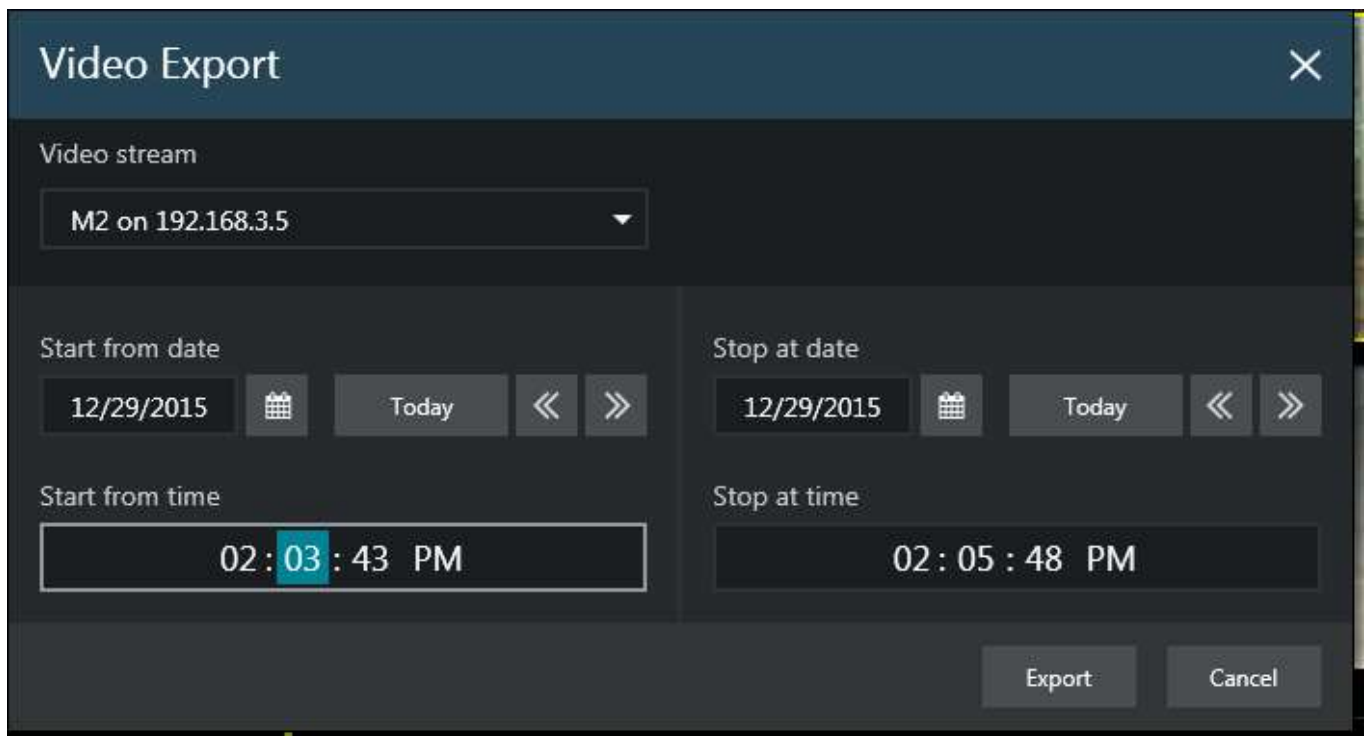 Video Export
Video stream
M2 on 192.168.3.5
Start from date
12/29/2015 Today
Start from time
02 : 03 : 43 PM
Stop at date
12/29/2015 Today
Stop at time
02 : 05 : 48 PM
Export Cancel